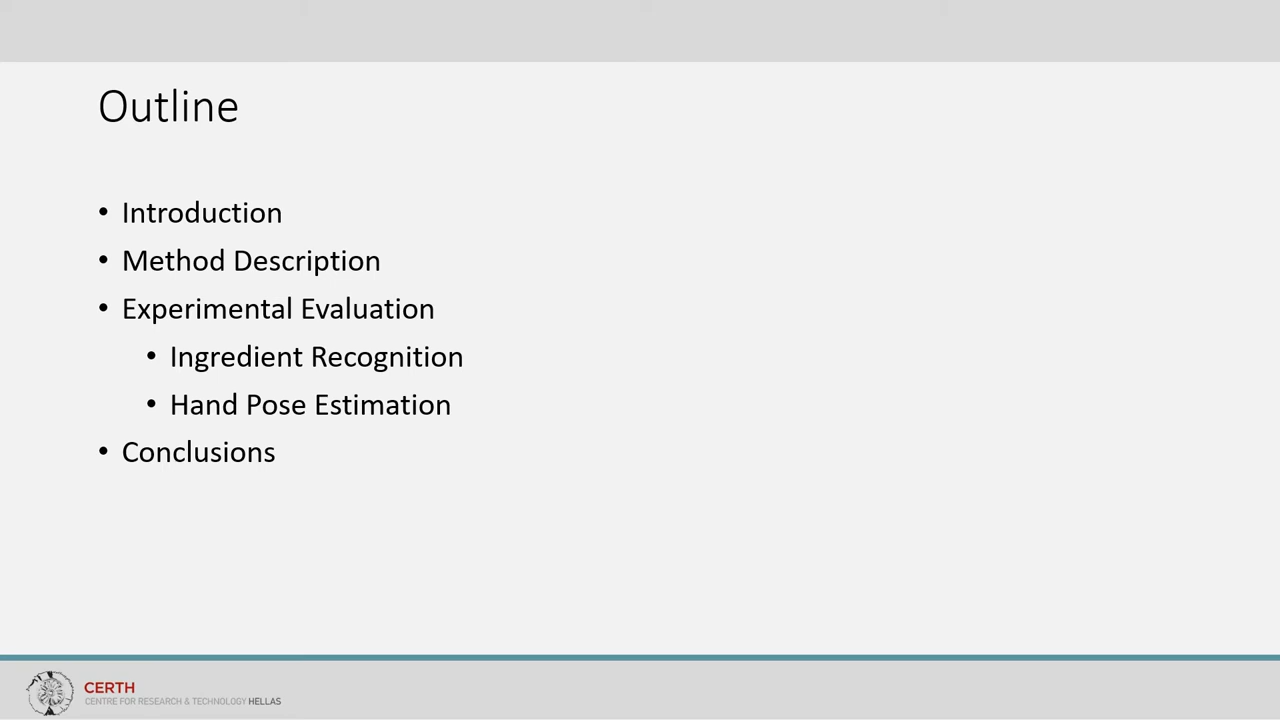 Outline
• Introduction
• Method Description
• Experimental Evaluation
• Ingredient Recognition
• Hand Pose Estimation
• Conclusions
CERTH
CENTRE FOR RESEARCH & TECHNOLOGY HELLAS